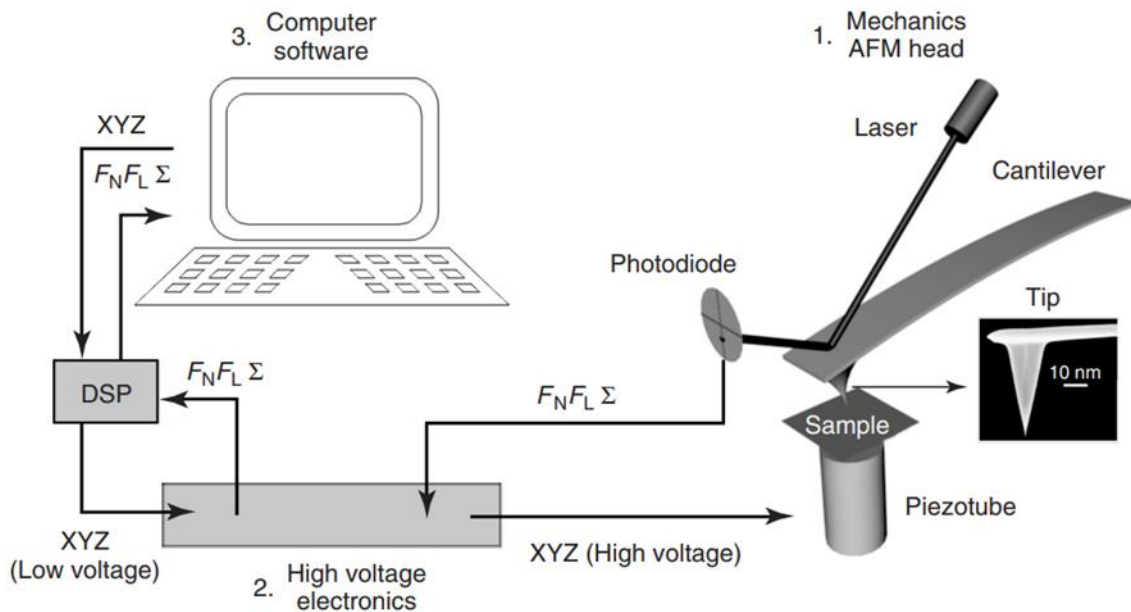 3. Computer
software
1. Mechanics
AFM head
XYZ
F_N F_L Σ
Laser
Cantilever
Photodiode
Tip
10 nm
DSP
F_N F_L Σ
F_N F_L Σ
Sample
Piezotube
XYZ
(Low voltage)
XYZ (High voltage)
2. High voltage
electronics